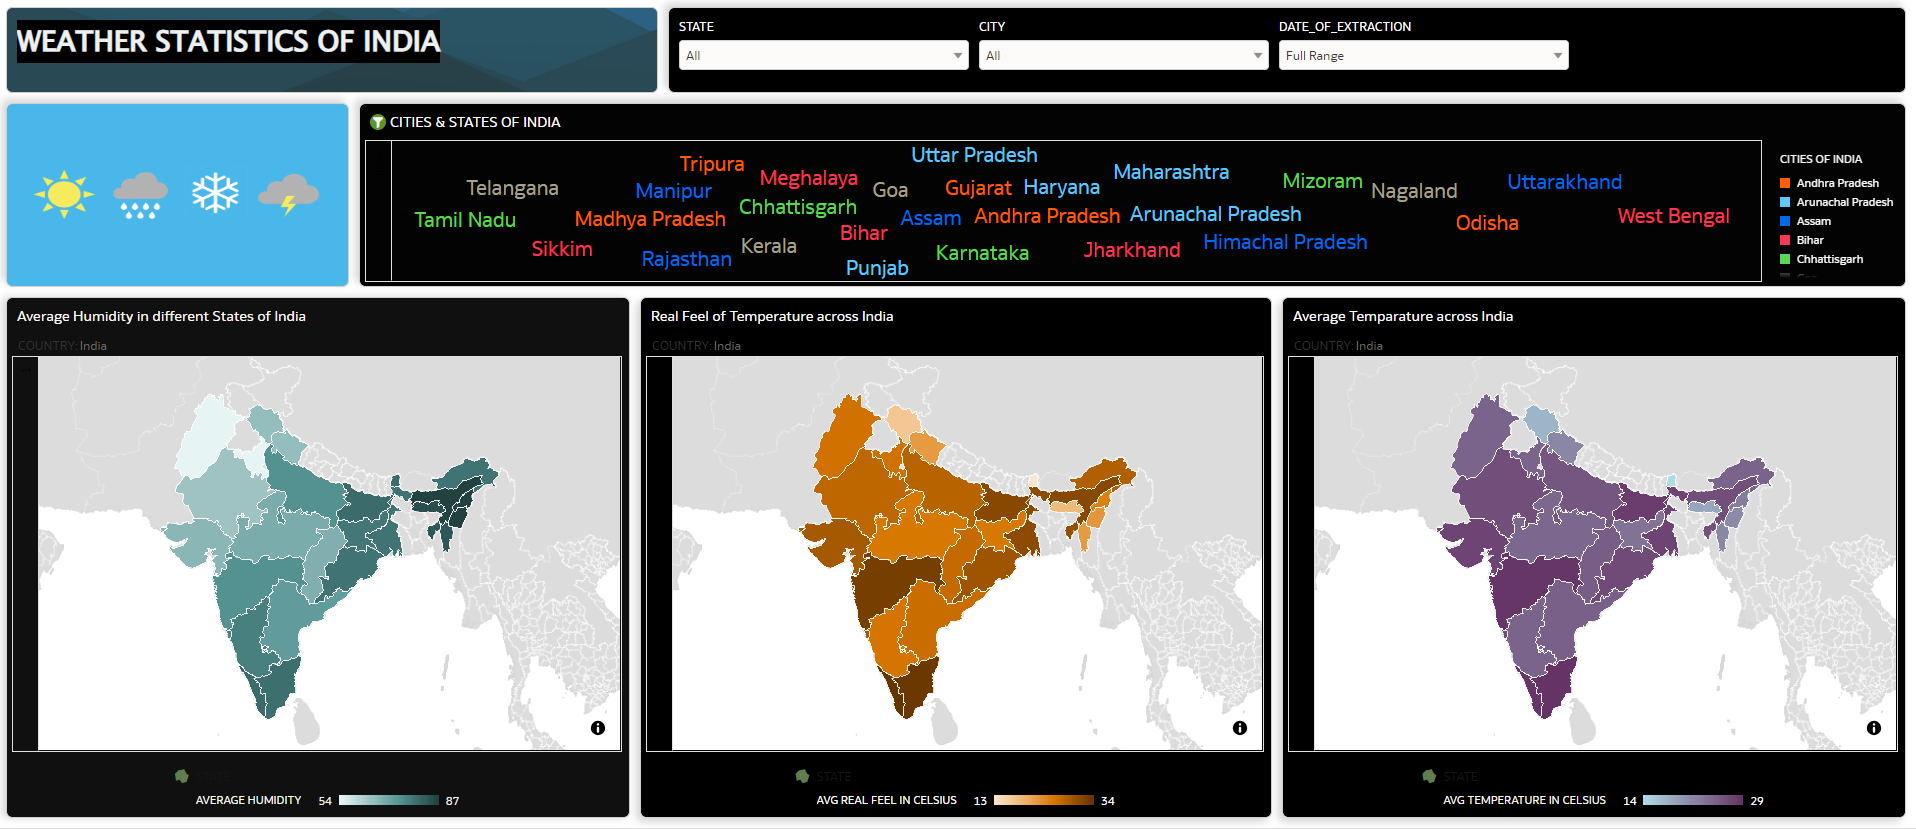 WEATHER STATISTICS OF INDIA
STATE
CITY
DATE_OF_EXTRACTION
All
All
Full Range
CITIES & STATES OF INDIA
Uttar Pradesh
Tripura
Meghalaya
Maharashtra
Telangana
Manipur
Goa
Gujarat
Haryana
Mizoram
Nagaland
Uttarakhand
Tamil Nadu
Madhya Pradesh
Chhattisgarh
Assam
Andhra Pradesh
Arunachal Pradesh
Odisha
West Bengal
Sikkim
Rajasthan
Kerala
Bihar
Punjab
Karnataka
Jharkhand
Himachal Pradesh
CITIES OF INDIA
Andhra Pradesh
Arunachal Pradesh
Assam
Bihar
Chhattisgarh
Average Humidity in different States of India
COUNTRY: India
STATE
AVERAGE HUMIDITY 54 87
Real Feel of Temperature across India
COUNTRY: India
STATE
AVG REAL FEEL IN CELSIUS 13 34
Average Temparature across India
COUNTRY: India
STATE
AVG TEMPERATURE IN CELSIUS 14 29